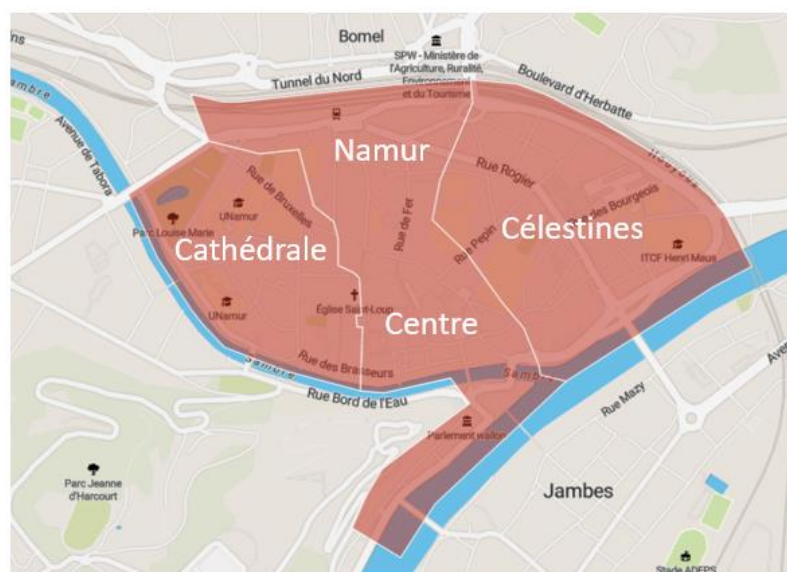 Bomel
SPW - Ministère de
l'Agriculture, Ruralité,
Environnement
et du Tourisme
Tunnel du Nord
Boulevard d'Herbatte
Avenue de Tabora
Houyoux
Namur
Rue Rogier
Rue de Bruxelles
UNamur
Rue des Bourgeois
Parc Louise Marie
Rue de Fer
Célestines
Cathédrale
Rue Pepin
ITCF Henri Maus
UNamur
Église Saint-Loup
Centre
Rue des Brasseurs
Sambre
Rue Bord de l'Eau
Rue Mazy
Parlement wallon
Parc Jeanne
d'Harcourt
Jambes
Stade ADEPS